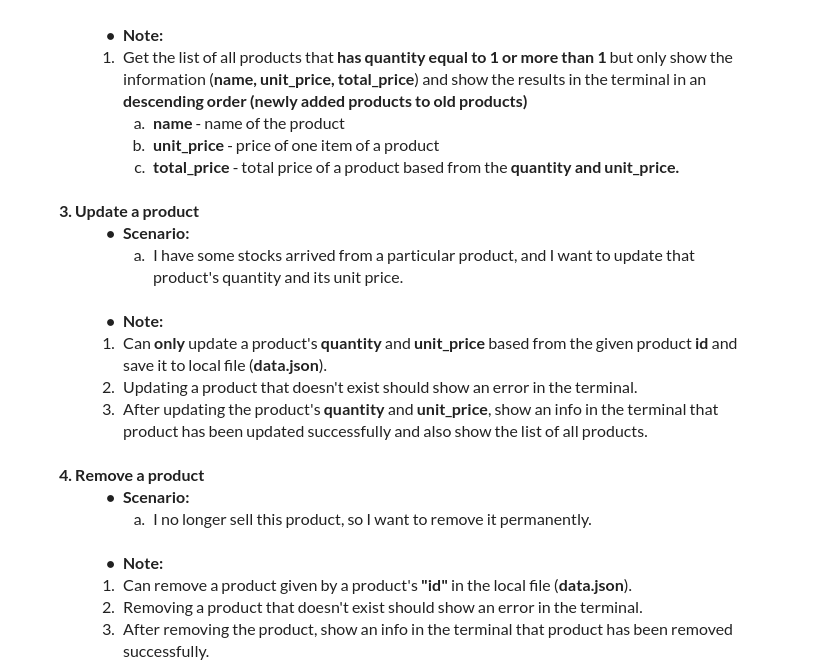 ● Note:
1. Get the list of all products that has quantity equal to 1 or more than 1 but only show the
information (name, unit_price, total_price) and show the results in the terminal in an
descending order (newly added products to old products)
a. name - name of the product
b. unit_price - price of one item of a product
c. total_price - total price of a product based from the quantity and unit_price.
3. Update a product
● Scenario:
a. I have some stocks arrived from a particular product, and I want to update that
product's quantity and its unit price.
● Note:
1. Can only update a product's quantity and unit_price based from the given product id and
save it to local file (data.json).
2. Updating a product that doesn't exist should show an error in the terminal.
3. After updating the product's quantity and unit_price, show an info in the terminal that
product has been updated successfully and also show the list of all products.
4. Remove a product
● Scenario:
a. I no longer sell this product, so I want to remove it permanently.
● Note:
1. Can remove a product given by a product's "id" in the local file (data.json).
2. Removing a product that doesn't exist should show an error in the terminal.
3. After removing the product, show an info in the terminal that product has been removed
successfully.